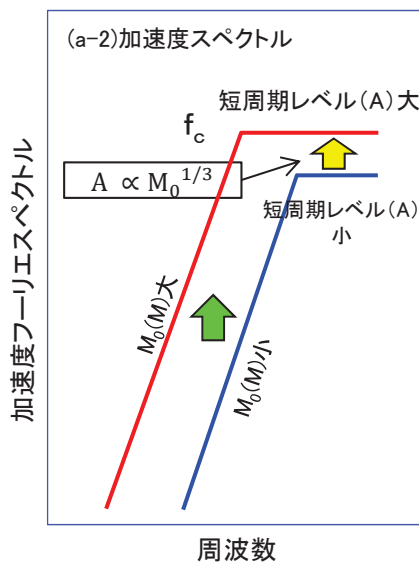 (a-2)加速度スペクトル
短周期レベル(A)大
f_c
A ∝ M₀^{1/3}
短周期レベル(A)
小
M₀(M)大
M₀(M)小
加速度フーリエスペクトル
周波数